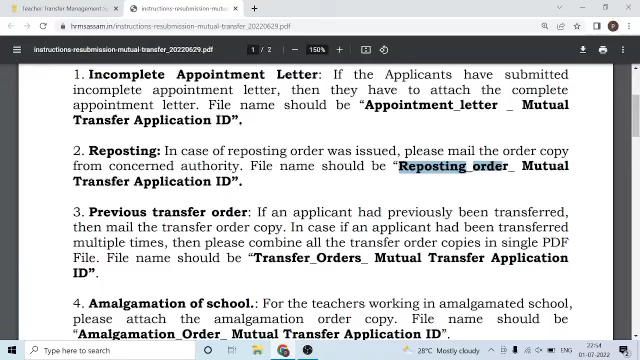 Teacher Transfer Management S
instructions-resubmission-mutual
hrmsassam.in/instructions-resubmission-mutual-transfer_20220629.pdf
instructions-resubmission-mutual-transfer_20220629.pdf
1 / 2
150%
1. Incomplete Appointment Letter: If the Applicants have submitted
incomplete appointment letter, then they have to attach the complete
appointment letter. File name should be “Appointment_letter _ Mutual
Transfer Application ID”.
2. Reposting: In case of reposting order was issued, please mail the order copy
from concerned authority. File name should be “Reposting_order_ Mutual
Transfer Application ID”.
3. Previous transfer order: If an applicant had previously been transferred,
then mail the transfer order copy. In case if an applicant had been transferred
multiple times, then please combine all the transfer order copies in single PDF
File. File name should be “Transfer_Orders_ Mutual Transfer Application
ID”.
4. Amalgamation of school.: For the teachers working in amalgamated school,
please attach the amalgamation order copy. File name should be
“Amalgamation_Order_ Mutual Transfer Application ID”.
Type here to search
28°C Mostly cloudy
22:54
01-07-2022